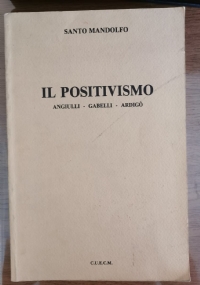 SANTO MANDOLFO
IL POSITIVISMO
ANGIULLI - GABELLI - ARDIGÒ
C.U.E.C.M.